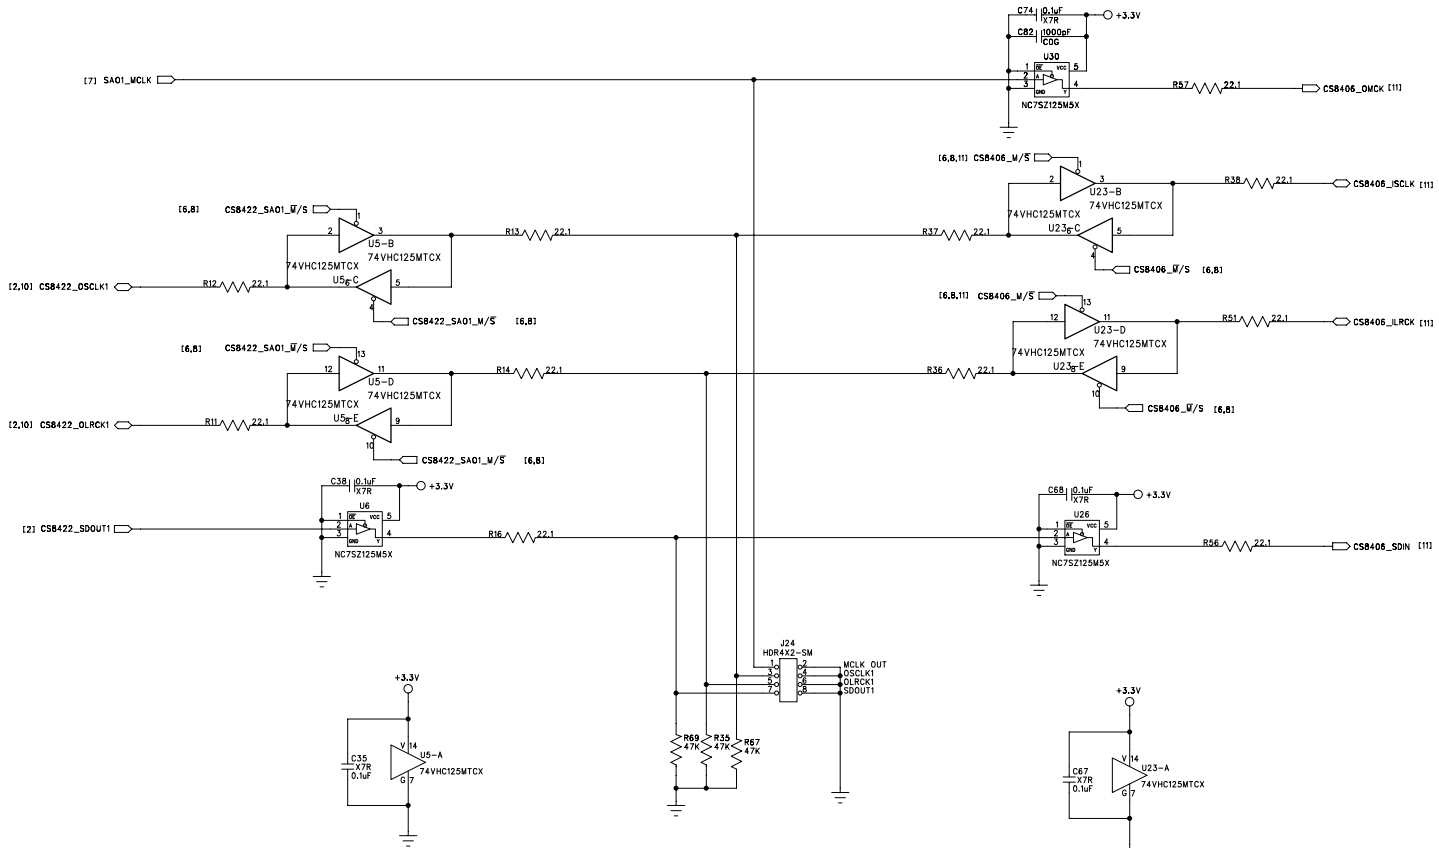 C74 0.1uF
X7R
+3.3V
C82 1000pF
C0G
U30
1 OE VCC 5
2 A
3 GND Y 4
NC7SZ125M5X
[7] SAO1_MCLK
R57 22.1
CS8406_OMCK [11]
[6,8,11] CS8406_M/S
1
2 3
U23-B
74VHC125MTCX
R38 22.1
CS8406_ISCLK [11]
74VHC125MTCX
U23-C
6 5
4
CS8406_M/S [6,8]
[6,8] CS8422_SAO1_M/S
1
2 3
U5-B
74VHC125MTCX
74VHC125MTCX
U5-C
6 5
4
CS8422_SAO1_M/S [6,8]
R13 22.1
R37 22.1
[2,10] CS8422_OSCLK1
R12 22.1
[6,8,11] CS8406_M/S
13
12 11
U23-D
74VHC125MTCX
R51 22.1
CS8406_ILRCK [11]
74VHC125MTCX
U23-E
8 9
10
CS8406_M/S [6,8]
[6,8] CS8422_SAO1_M/S
13
12 11
U5-D
74VHC125MTCX
74VHC125MTCX
U5-E
8 9
10
CS8422_SAO1_M/S [6,8]
R14 22.1
R36 22.1
[2,10] CS8422_OLRCK1
R11 22.1
C38 0.1uF
X7R
+3.3V
U6
1 OE VCC 5
2 A
3 GND Y 4
NC7SZ125M5X
[2] CS8422_SDOUT1
R16 22.1
C68 0.1uF
X7R
+3.3V
U26
1 OE VCC 5
2 A
3 GND Y 4
NC7SZ125M5X
R56 22.1
CS8406_SDIN [11]
J24
HDR4X2-SM
1 2 MCLK OUT
3 4 OSCLK1
5 6 OLRCK1
7 8 SDOUT1
R69
47K
R35
47K
R67
47K
+3.3V
V 14
U5-A
74VHC125MTCX
G 7
C35
X7R
0.1uF
+3.3V
V 14
U23-A
74VHC125MTCX
G 7
C67
X7R
0.1uF